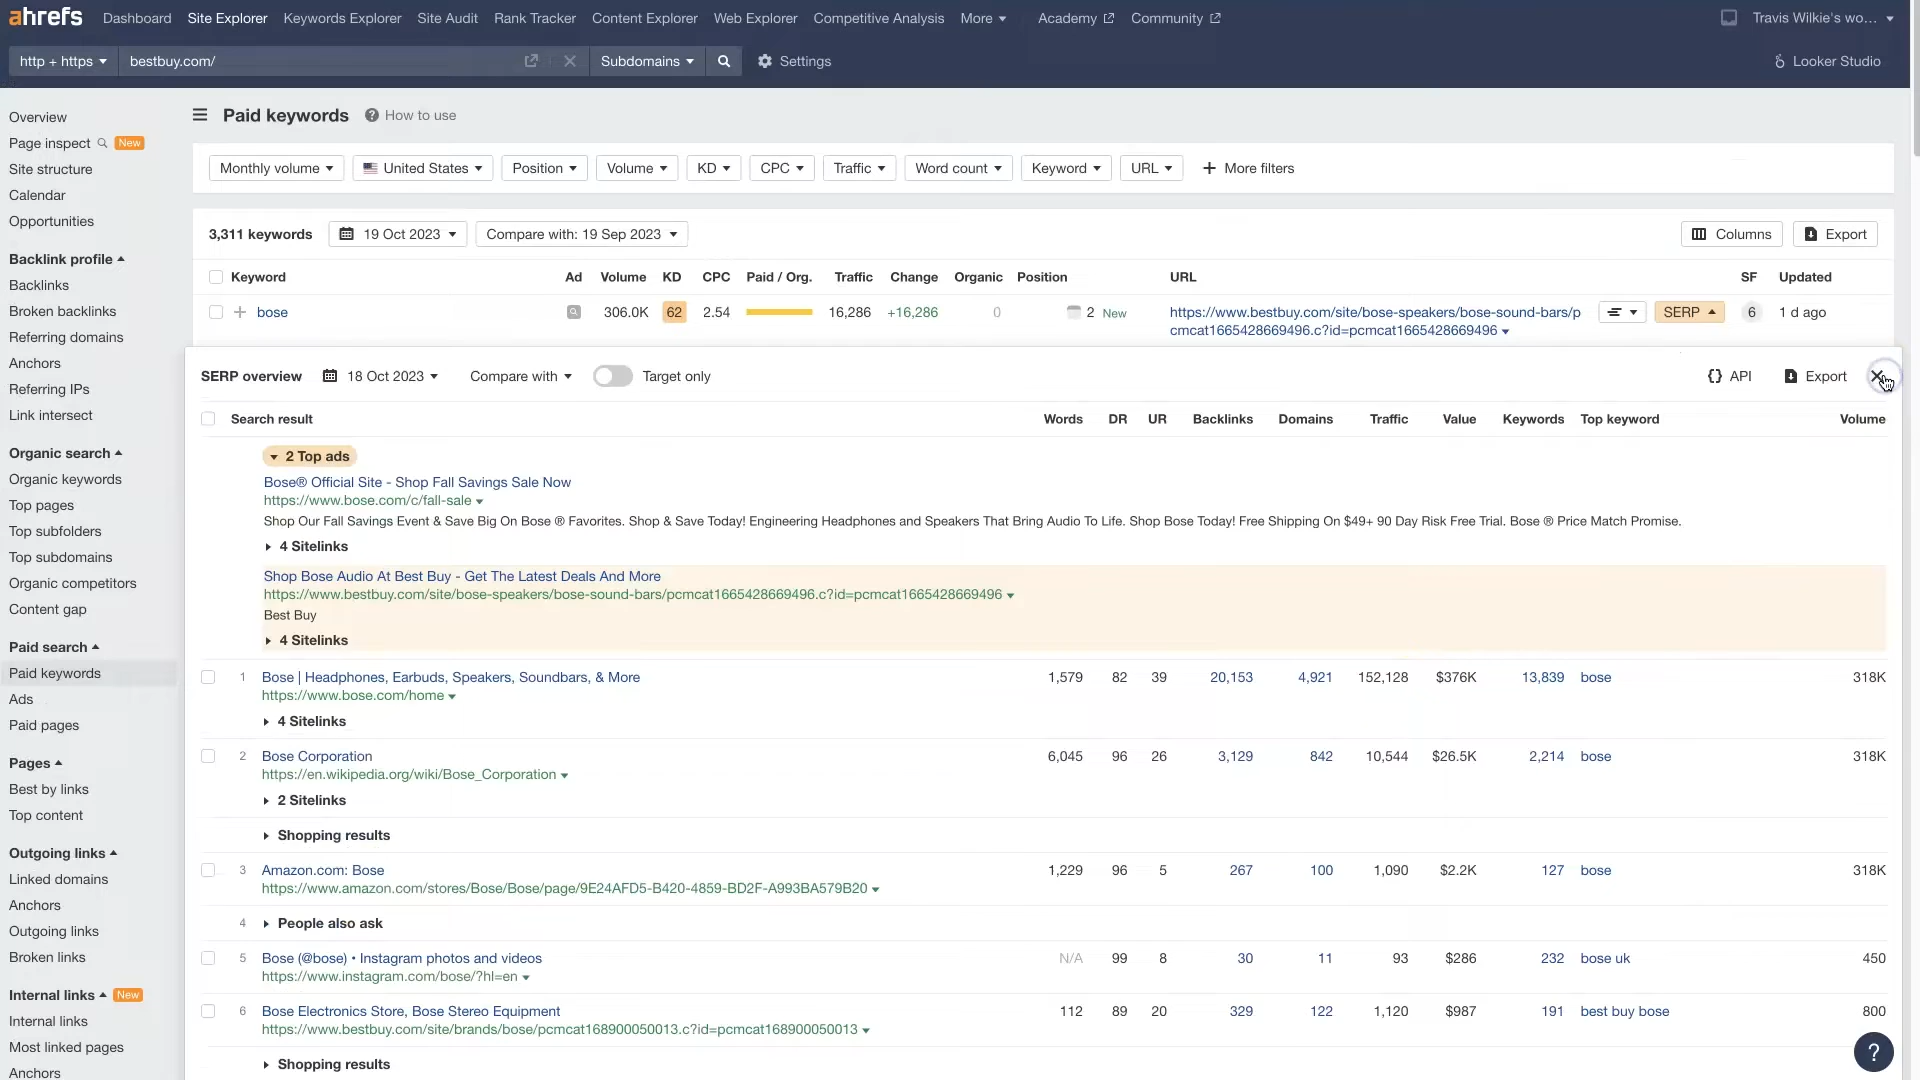 ahrefs Dashboard Site Explorer Keywords Explorer Site Audit Rank Tracker Content Explorer Web Explorer Competitive Analysis More Academy Community Travis Wilkie's wo...
http + https bestbuy.com/ Subdomains Settings Looker Studio
Overview
Page inspect New
Site structure
Calendar
Opportunities
Backlink profile
Backlinks
Broken backlinks
Referring domains
Anchors
Referring IPs
Link intersect
Organic search
Organic keywords
Top pages
Top subfolders
Top subdomains
Organic competitors
Content gap
Paid search
Paid keywords
Ads
Paid pages
Pages
Best by links
Top content
Outgoing links
Linked domains
Anchors
Outgoing links
Broken links
Internal links New
Internal links
Most linked pages
Anchors
Paid keywords ? How to use
Monthly volume United States Position Volume KD CPC Traffic Word count Keyword URL + More filters
3,311 keywords 19 Oct 2023 Compare with: 19 Sep 2023 Columns Export
Keyword Ad Volume KD CPC Paid / Org. Traffic Change Organic Position URL SF Updated
+ bose 306.0K 62 2.54 16,286 +16,286 0 2 New https://www.bestbuy.com/site/bose-speakers/bose-sound-bars/p SERP 6 1 d ago
cmcat1665428669496.c?id=pcmcat1665428669496
SERP overview 18 Oct 2023 Compare with Target only {} API Export
Search result Words DR UR Backlinks Domains Traffic Value Keywords Top keyword Volume
2 Top ads
Bose® Official Site - Shop Fall Savings Sale Now
https://www.bose.com/c/fall-sale
Shop Our Fall Savings Event & Save Big On Bose ® Favorites. Shop & Save Today! Engineering Headphones and Speakers That Bring Audio To Life. Shop Bose Today! Free Shipping On $49+ 90 Day Risk Free Trial. Bose ® Price Match Promise.
4 Sitelinks
Shop Bose Audio At Best Buy - Get The Latest Deals And More
https://www.bestbuy.com/site/bose-speakers/bose-sound-bars/pcmcat1665428669496.c?id=pcmcat1665428669496
Best Buy
4 Sitelinks
1 Bose | Headphones, Earbuds, Speakers, Soundbars, & More 1,579 82 39 20,153 4,921 152,128 $376K 13,839 bose 318K
https://www.bose.com/home
4 Sitelinks
2 Bose Corporation 6,045 96 26 3,129 842 10,544 $26.5K 2,214 bose 318K
https://en.wikipedia.org/wiki/Bose_Corporation
2 Sitelinks
Shopping results
3 Amazon.com: Bose 1,229 96 5 267 100 1,090 $2.2K 127 bose 318K
https://www.amazon.com/stores/Bose/Bose/page/9E24AFD5-B420-4859-BD2F-A993BA579B20
4 People also ask
5 Bose (@bose) • Instagram photos and videos N/A 99 8 30 11 93 $286 232 bose uk 450
https://www.instagram.com/bose/?hl=en
6 Bose Electronics Store, Bose Stereo Equipment 112 89 20 329 122 1,120 $987 191 best buy bose 800
https://www.bestbuy.com/site/brands/bose/pcmcat168900050013.c?id=pcmcat168900050013
Shopping results
?